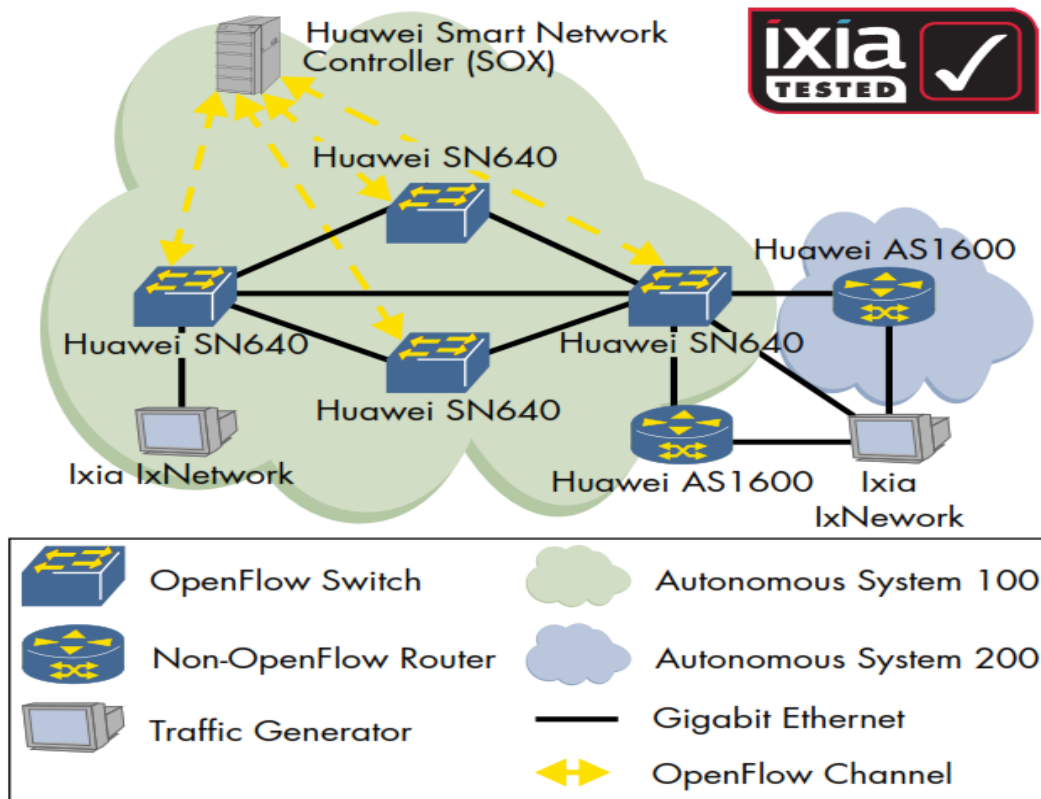 Huawei Smart Network
Controller (SOX)
ixia
TESTED
Huawei SN640
Huawei AS1600
Huawei SN640
Huawei SN640
Huawei SN640
Ixia IxNetwork
Huawei AS1600
Ixia
IxNework
OpenFlow Switch
Autonomous System 100
Non-OpenFlow Router
Autonomous System 200
Traffic Generator
Gigabit Ethernet
OpenFlow Channel